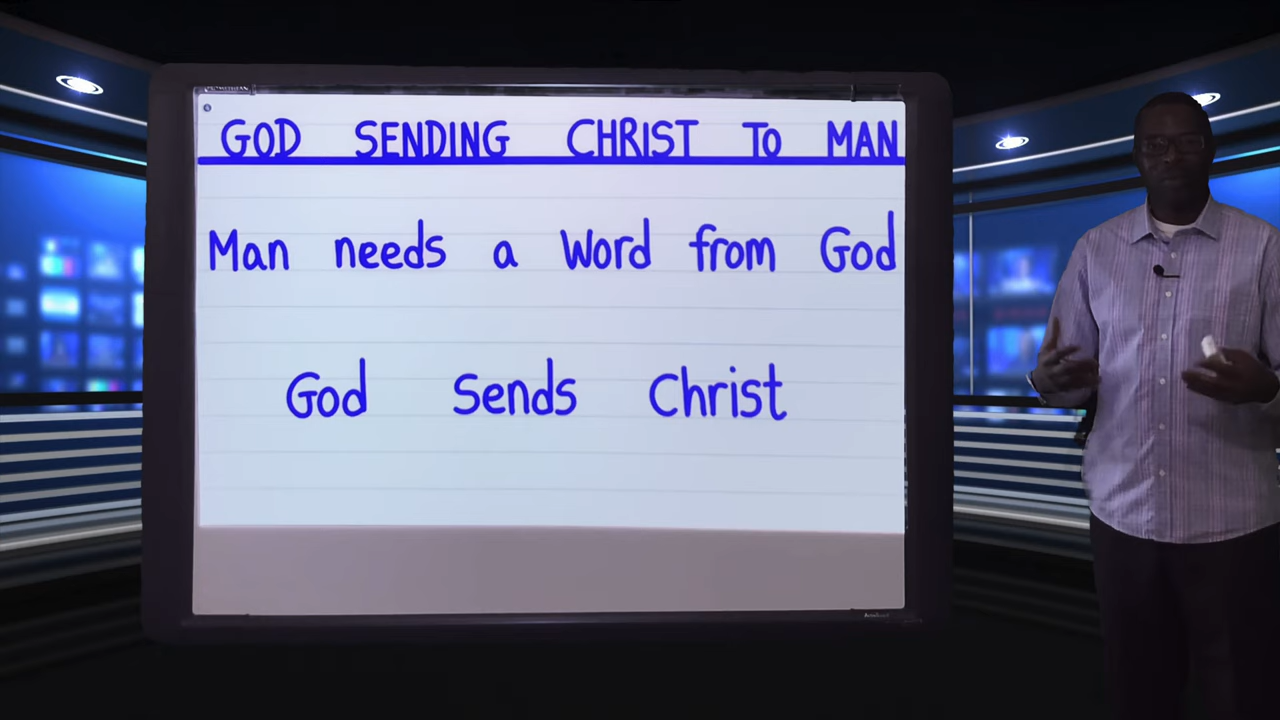 GOD SENDING CHRIST TO MAN
Man needs a Word from God
God Sends Christ